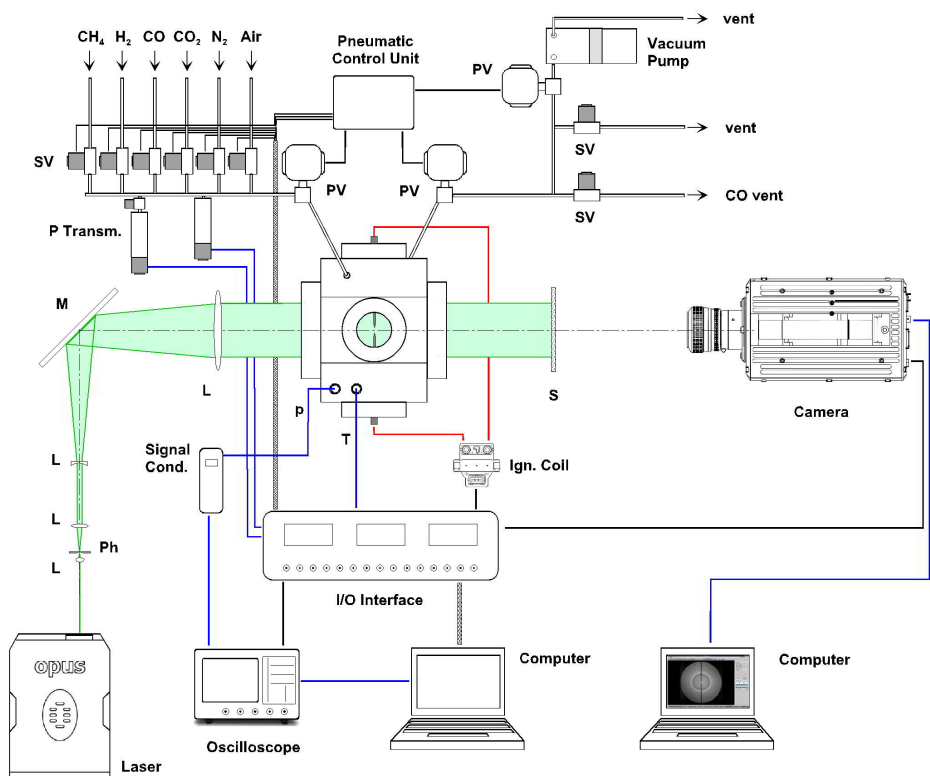 vent
CH₄ H₂ CO CO₂ N₂ Air
Pneumatic
Control Unit
Vacuum
Pump
PV
vent
SV
SV
PV
PV
CO vent
SV
P Transm.
M
L
S
Camera
p
T
Signal
Cond.
Ign. Coil
L
L
Ph
L
I/O Interface
opus
Computer
Computer
Oscilloscope
Laser